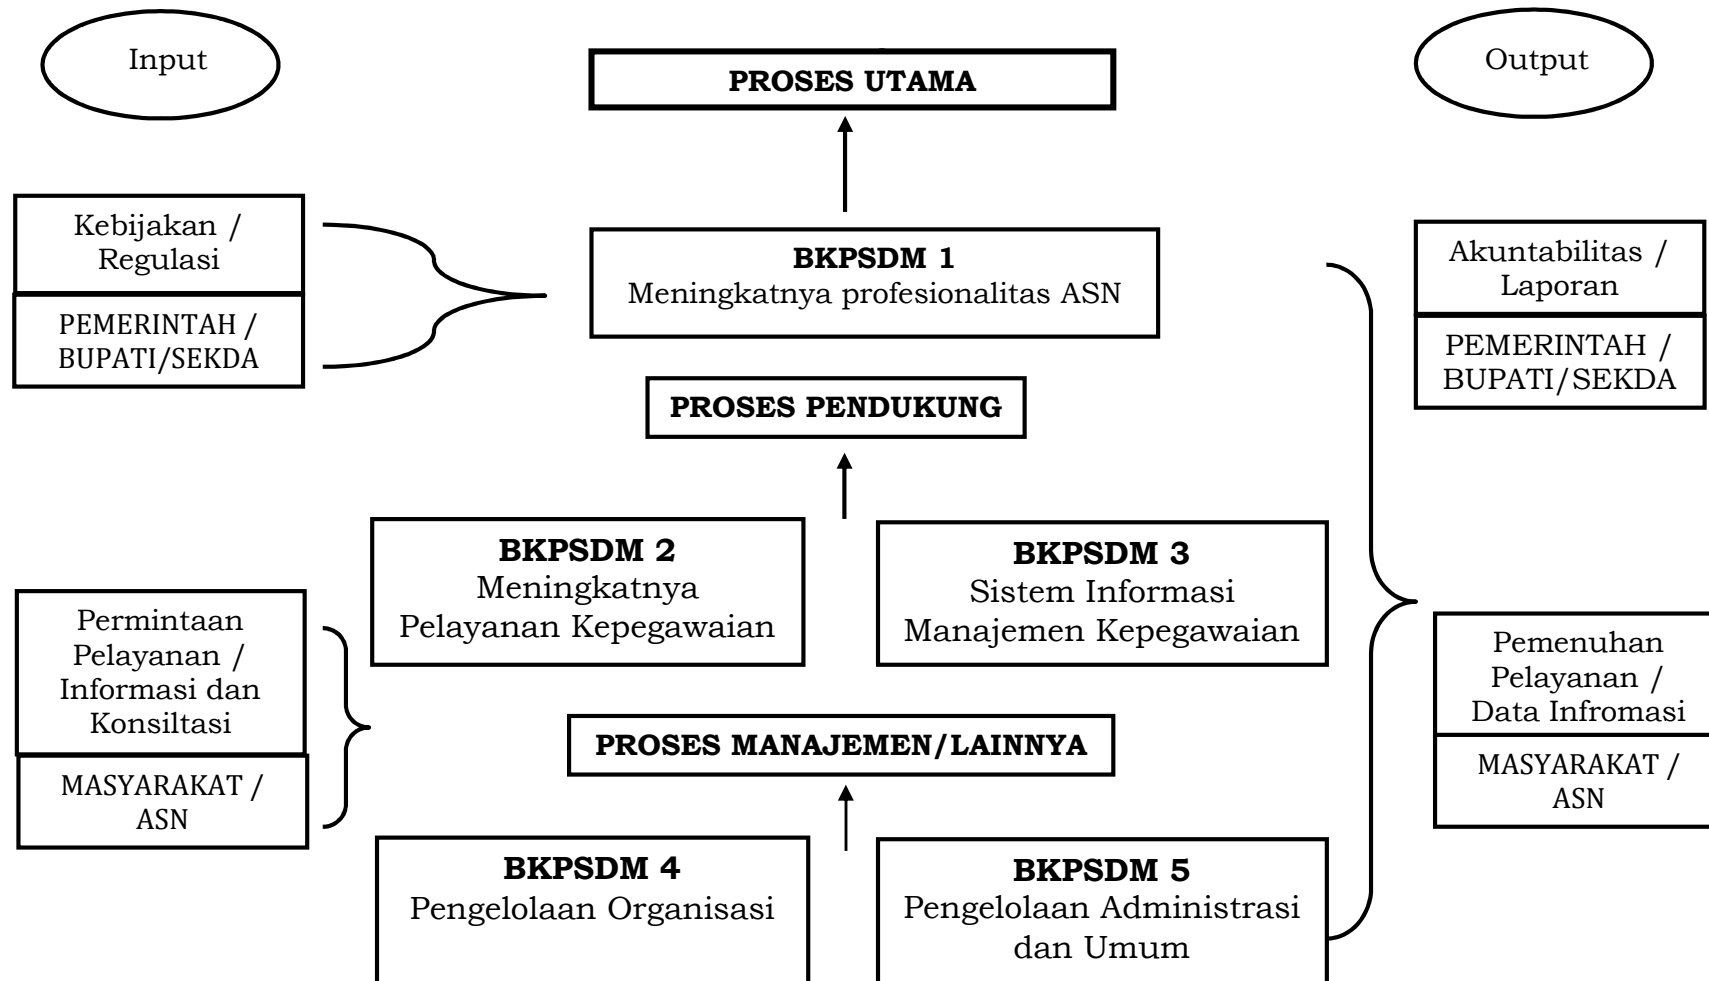 Input
PROSES UTAMA
Output
Kebijakan /
Regulasi
PEMERINTAH /
BUPATI/SEKDA
BKPSDM 1
Meningkatnya profesionalitas ASN
Akuntabilitas /
Laporan
PEMERINTAH /
BUPATI/SEKDA
PROSES PENDUKUNG
BKPSDM 2
Meningkatnya
Pelayanan Kepegawaian
BKPSDM 3
Sistem Informasi
Manajemen Kepegawaian
Permintaan
Pelayanan /
Informasi dan
Konsiltasi
MASYARAKAT /
ASN
PROSES MANAJEMEN/LAINNYA
Pemenuhan
Pelayanan /
Data Infromasi
MASYARAKAT /
ASN
BKPSDM 4
Pengelolaan Organisasi
BKPSDM 5
Pengelolaan Administrasi
dan Umum